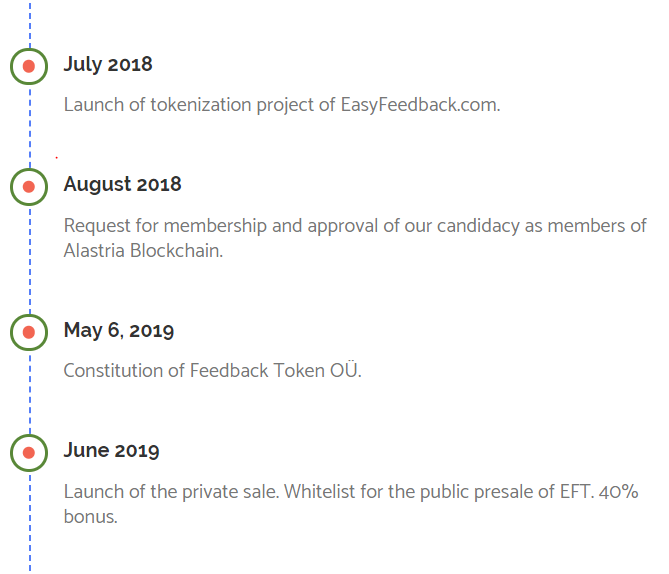 July 2018
Launch of tokenization project of EasyFeedback.com.
August 2018
Request for membership and approval of our candidacy as members of
Alastria Blockchain.
May 6, 2019
Constitution of Feedback Token OÜ.
June 2019
Launch of the private sale. Whitelist for the public presale of EFT. 40%
bonus.